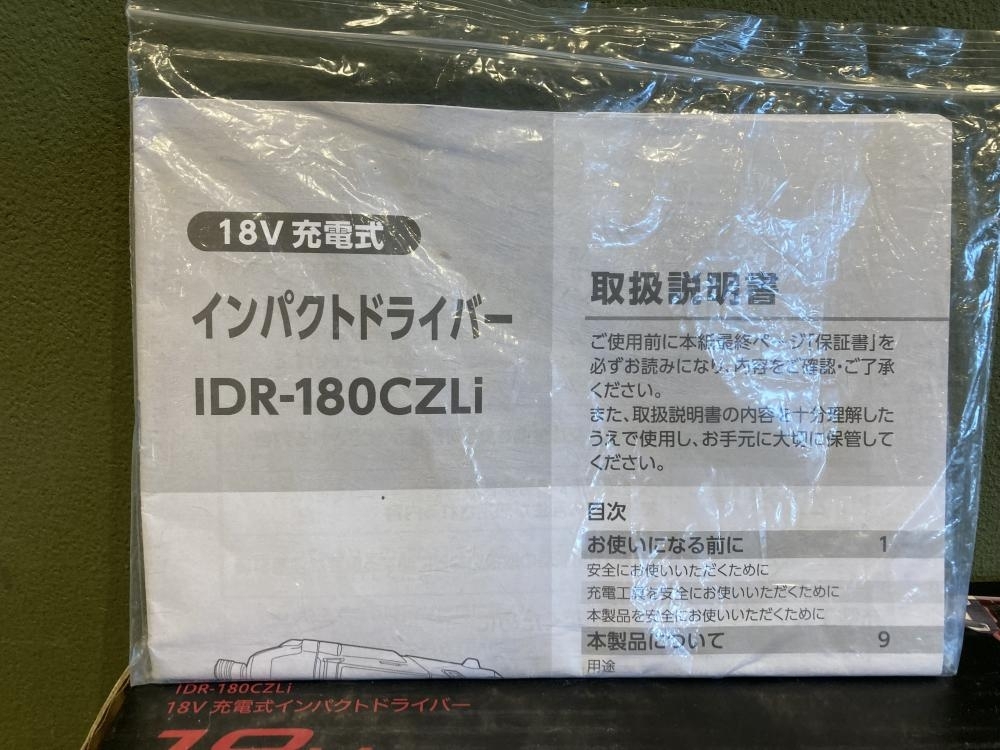 18V 充電式
インパクトドライバー
IDR-180CZLi
取扱説明書
ご使用前に本紙最終ページ「保証書」を
必ずお読みになり、内容をご確認・ご了承
ください。
また、取扱説明書の内容を十分理解した
うえで使用し、お手元に大切に保管して
ください。
目次
お使いになる前に 1
安全にお使いいただくために
充電工具を安全にお使いいただくために
本製品を安全にお使いいただくために
本製品について 9
用途
IDR-180CZLi
18V 充電式インパクトドライバー